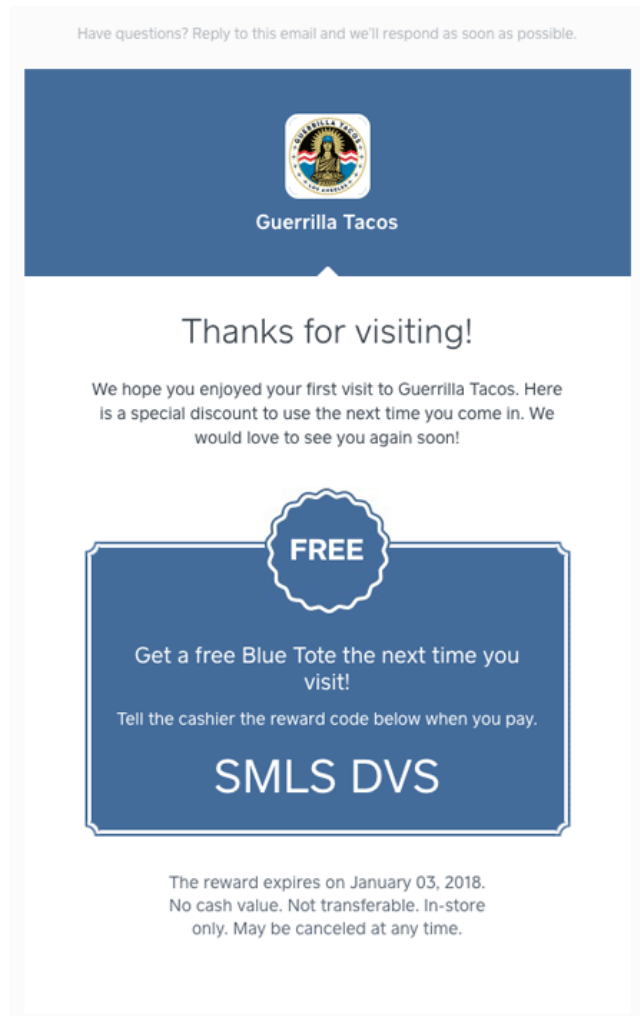 Have questions? Reply to this email and we'll respond as soon as possible.
GUERRILLA TACOS
LOS ANGELES
Guerrilla Tacos
Thanks for visiting!
We hope you enjoyed your first visit to Guerrilla Tacos. Here
is a special discount to use the next time you come in. We
would love to see you again soon!
FREE
Get a free Blue Tote the next time you
visit!
Tell the cashier the reward code below when you pay.
SMLS DVS
The reward expires on January 03, 2018.
No cash value. Not transferable. In-store
only. May be canceled at any time.